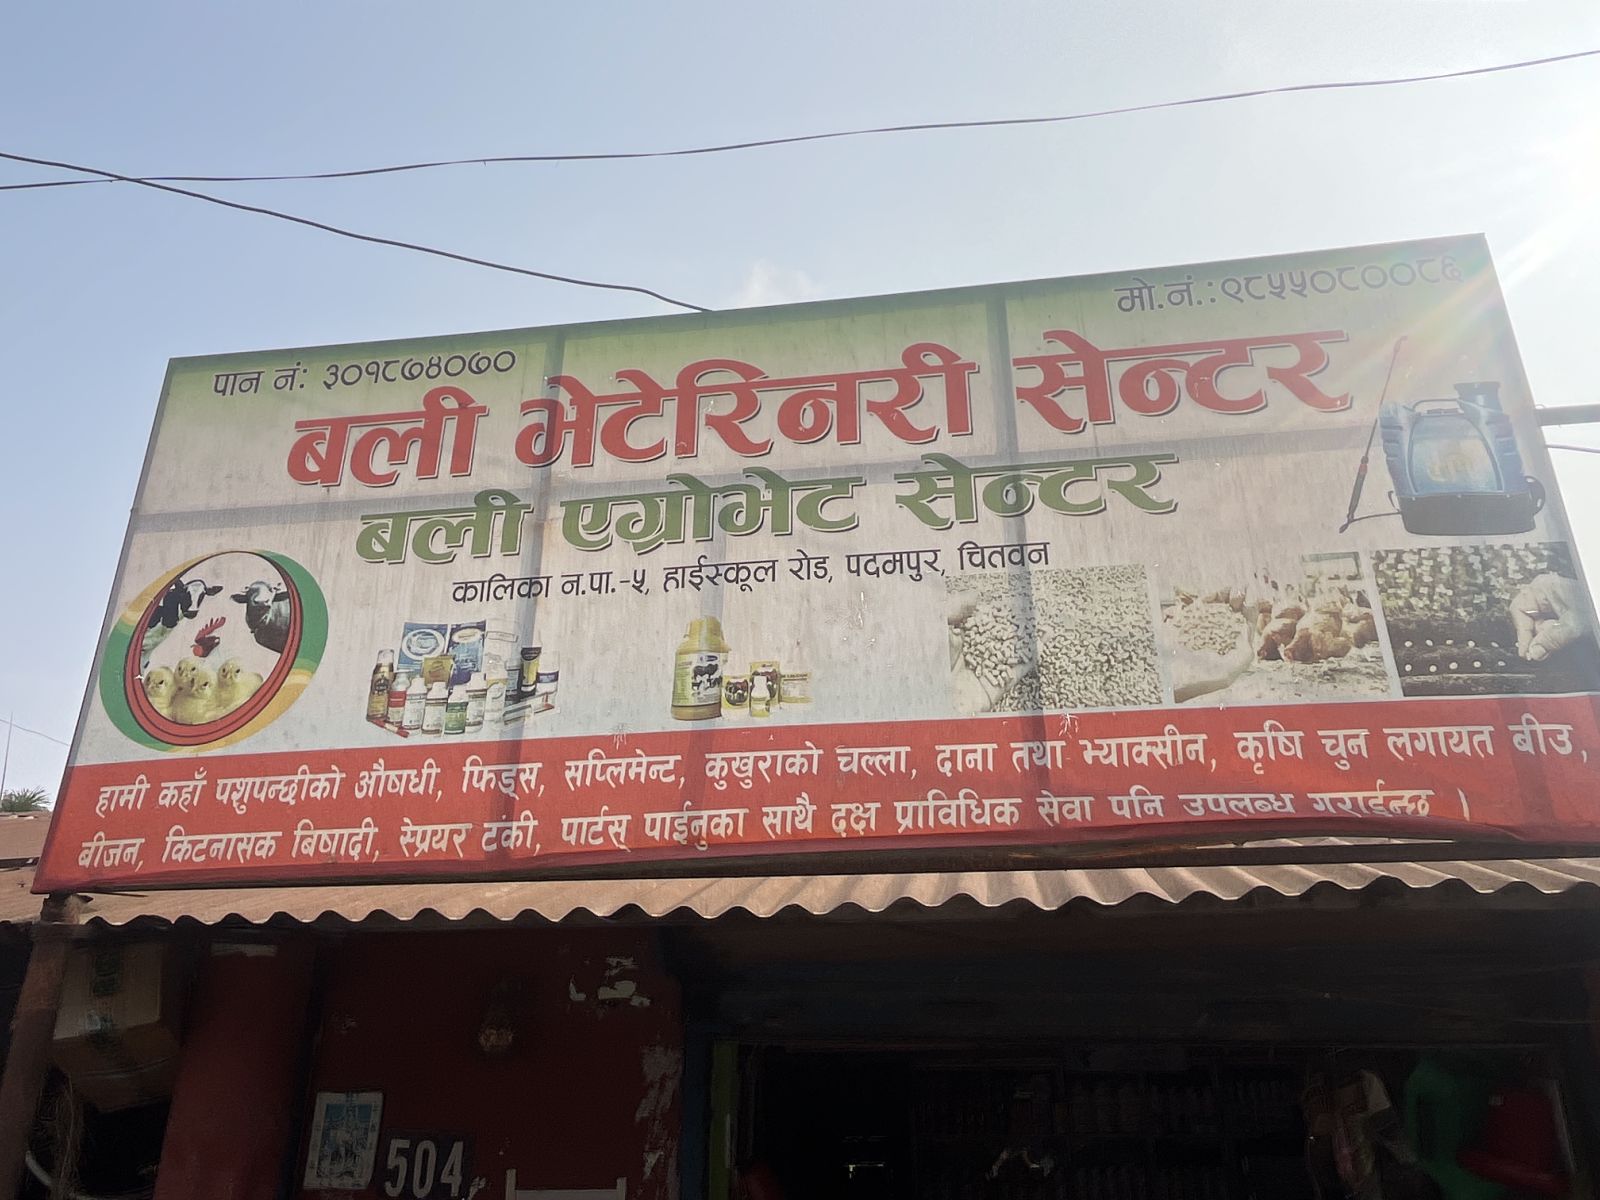 पान नं: ३०१८७४०७०
मो.नं.:९८५५०८००८६
बली भेटेरिनरी सेन्टर
बली एग्रोभेट सेन्टर
कालिका न.पा.-५, हाईस्कूल रोड, पदमपुर, चितवन
हामी कहाँ पशुपन्छीको औषधी, फिड्स, सप्लिमेन्ट, कुखुराको चल्ला, दाना तथा भ्याक्सीन, कृषि चुन लगायत बीउ,
बीजन, किटनासक बिषादी, स्प्रेयर टंकी, पार्टस् पाईनुका साथै दक्ष प्राविधिक सेवा पनि उपलब्ध गराईन्छ ।
504